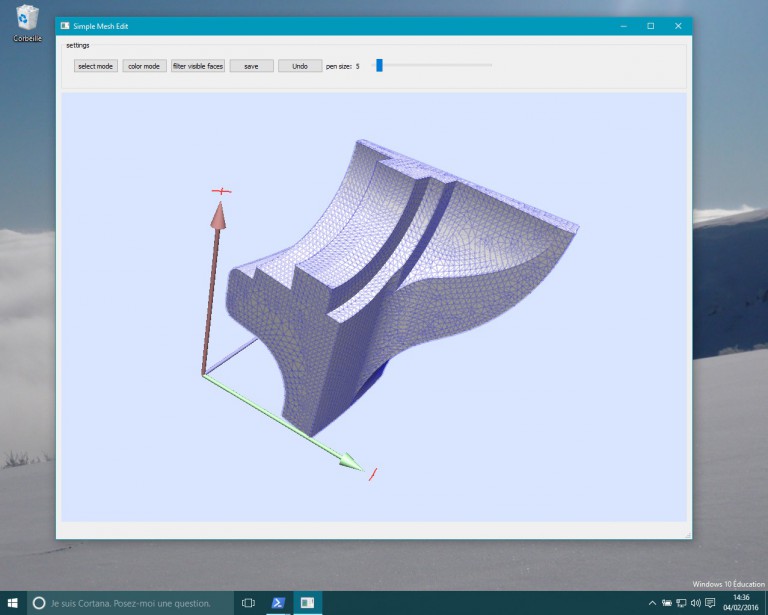 Corbeille
Simple Mesh Edit
settings
select mode
color mode
filter visible faces
save
Undo
pen size: 5
Windows 10 Éducation
Je suis Cortana. Posez-moi une question.
14:36
04/02/2016